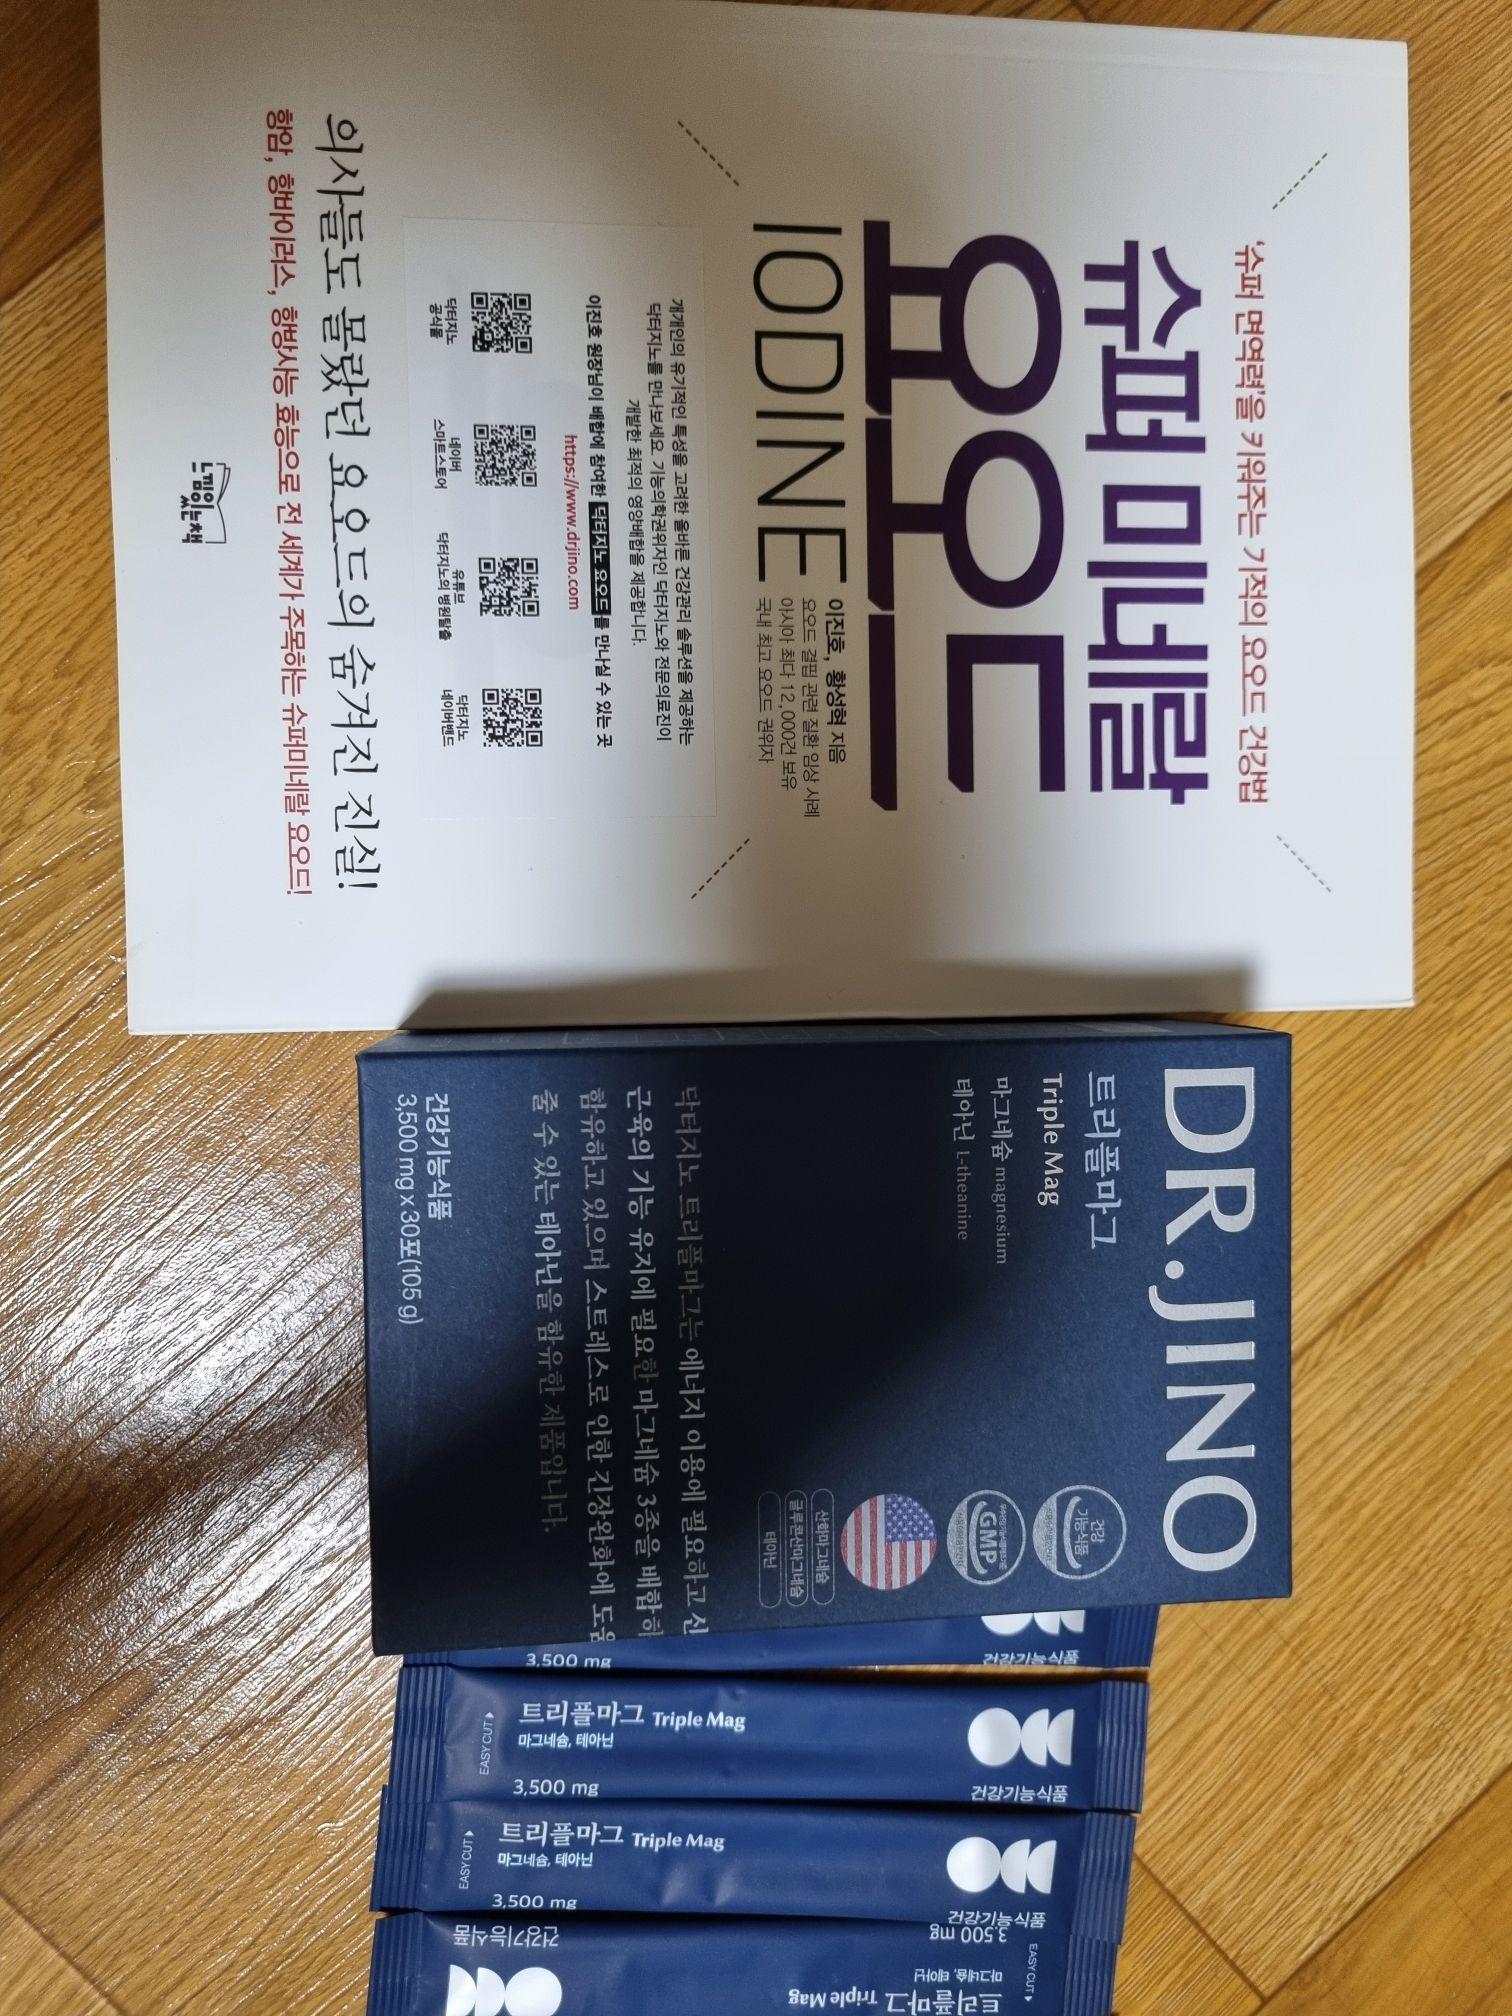 '슈퍼 면역력'을 키워주는 기적의 요오드 건강법
슈퍼 미네랄
요오드
IODINE
이진호, 황성혁 지음
요오드 결핍 관련 질환 임상 사례
아시아 최다 12,000건 보유
국내 최고 요오드 권위자
개개인의 유기적인 특성을 고려한 올바른 건강관리 솔루션을 제공하는
닥터지노를 만나보세요. 기능의학권위자인 닥터지노와 전문의료진이
개발한 최적의 영양배합을 제공합니다.
이진호 원장님이 배합에 참여한 닥터지노 요오드를 만나실 수 있는 곳
https://www.drjino.com
닥터지노
공식몰
네이버
스마트스토어
유튜브
닥터지노의 병원탈출
닥터지노
네이버밴드
의사들도 몰랐던 요오드의 숨겨진 진실!
항암, 항바이러스, 항방사능 효능으로 전 세계가 주목하는 슈퍼미네랄 요오드!
느낌이있는책
DR.JINO
트리플마그
Triple Mag
마그네슘 magnesium
테아닌 L-theanine
건강
기능식품
GMP
산화마그네슘
글루콘산마그네슘
테아닌
닥터지노 트리플마그는 에너지 이용에 필요하고 신
근육의 기능 유지에 필요한 마그네슘 3종을 배합하
함유하고 있으며 스트레스로 인한 긴장완화에 도움
줄 수 있는 테아닌을 함유한 제품입니다.
건강기능식품
3,500 mg x 30포(105 g)
3,500 mg
건강기능식품
EASY CUT
트리플마그 Triple Mag
마그네슘, 테아닌
3,500 mg
건강기능식품
EASY CUT
트리플마그 Triple Mag
마그네슘, 테아닌
3,500 mg
건강기능식품
EASY CUT
트리플마그 Triple Mag
마그네슘, 테아닌
3,500 mg
건강기능식품